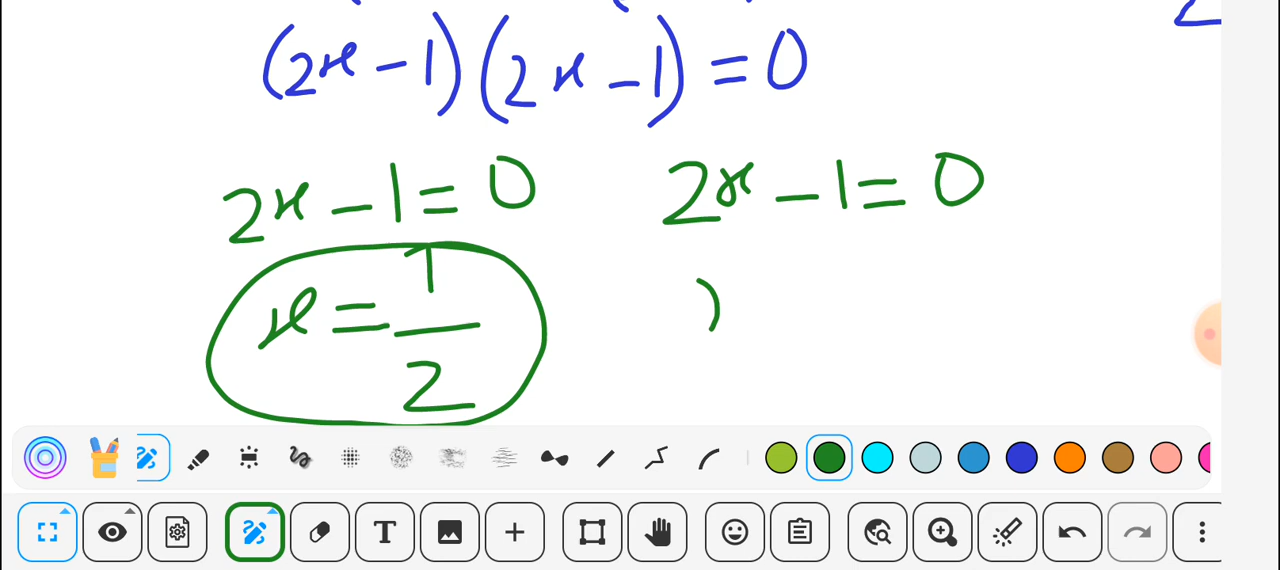 (2x - 1)(2x - 1) = 0
2x - 1 = 0    2x - 1 = 0
x = 1/2    )
T